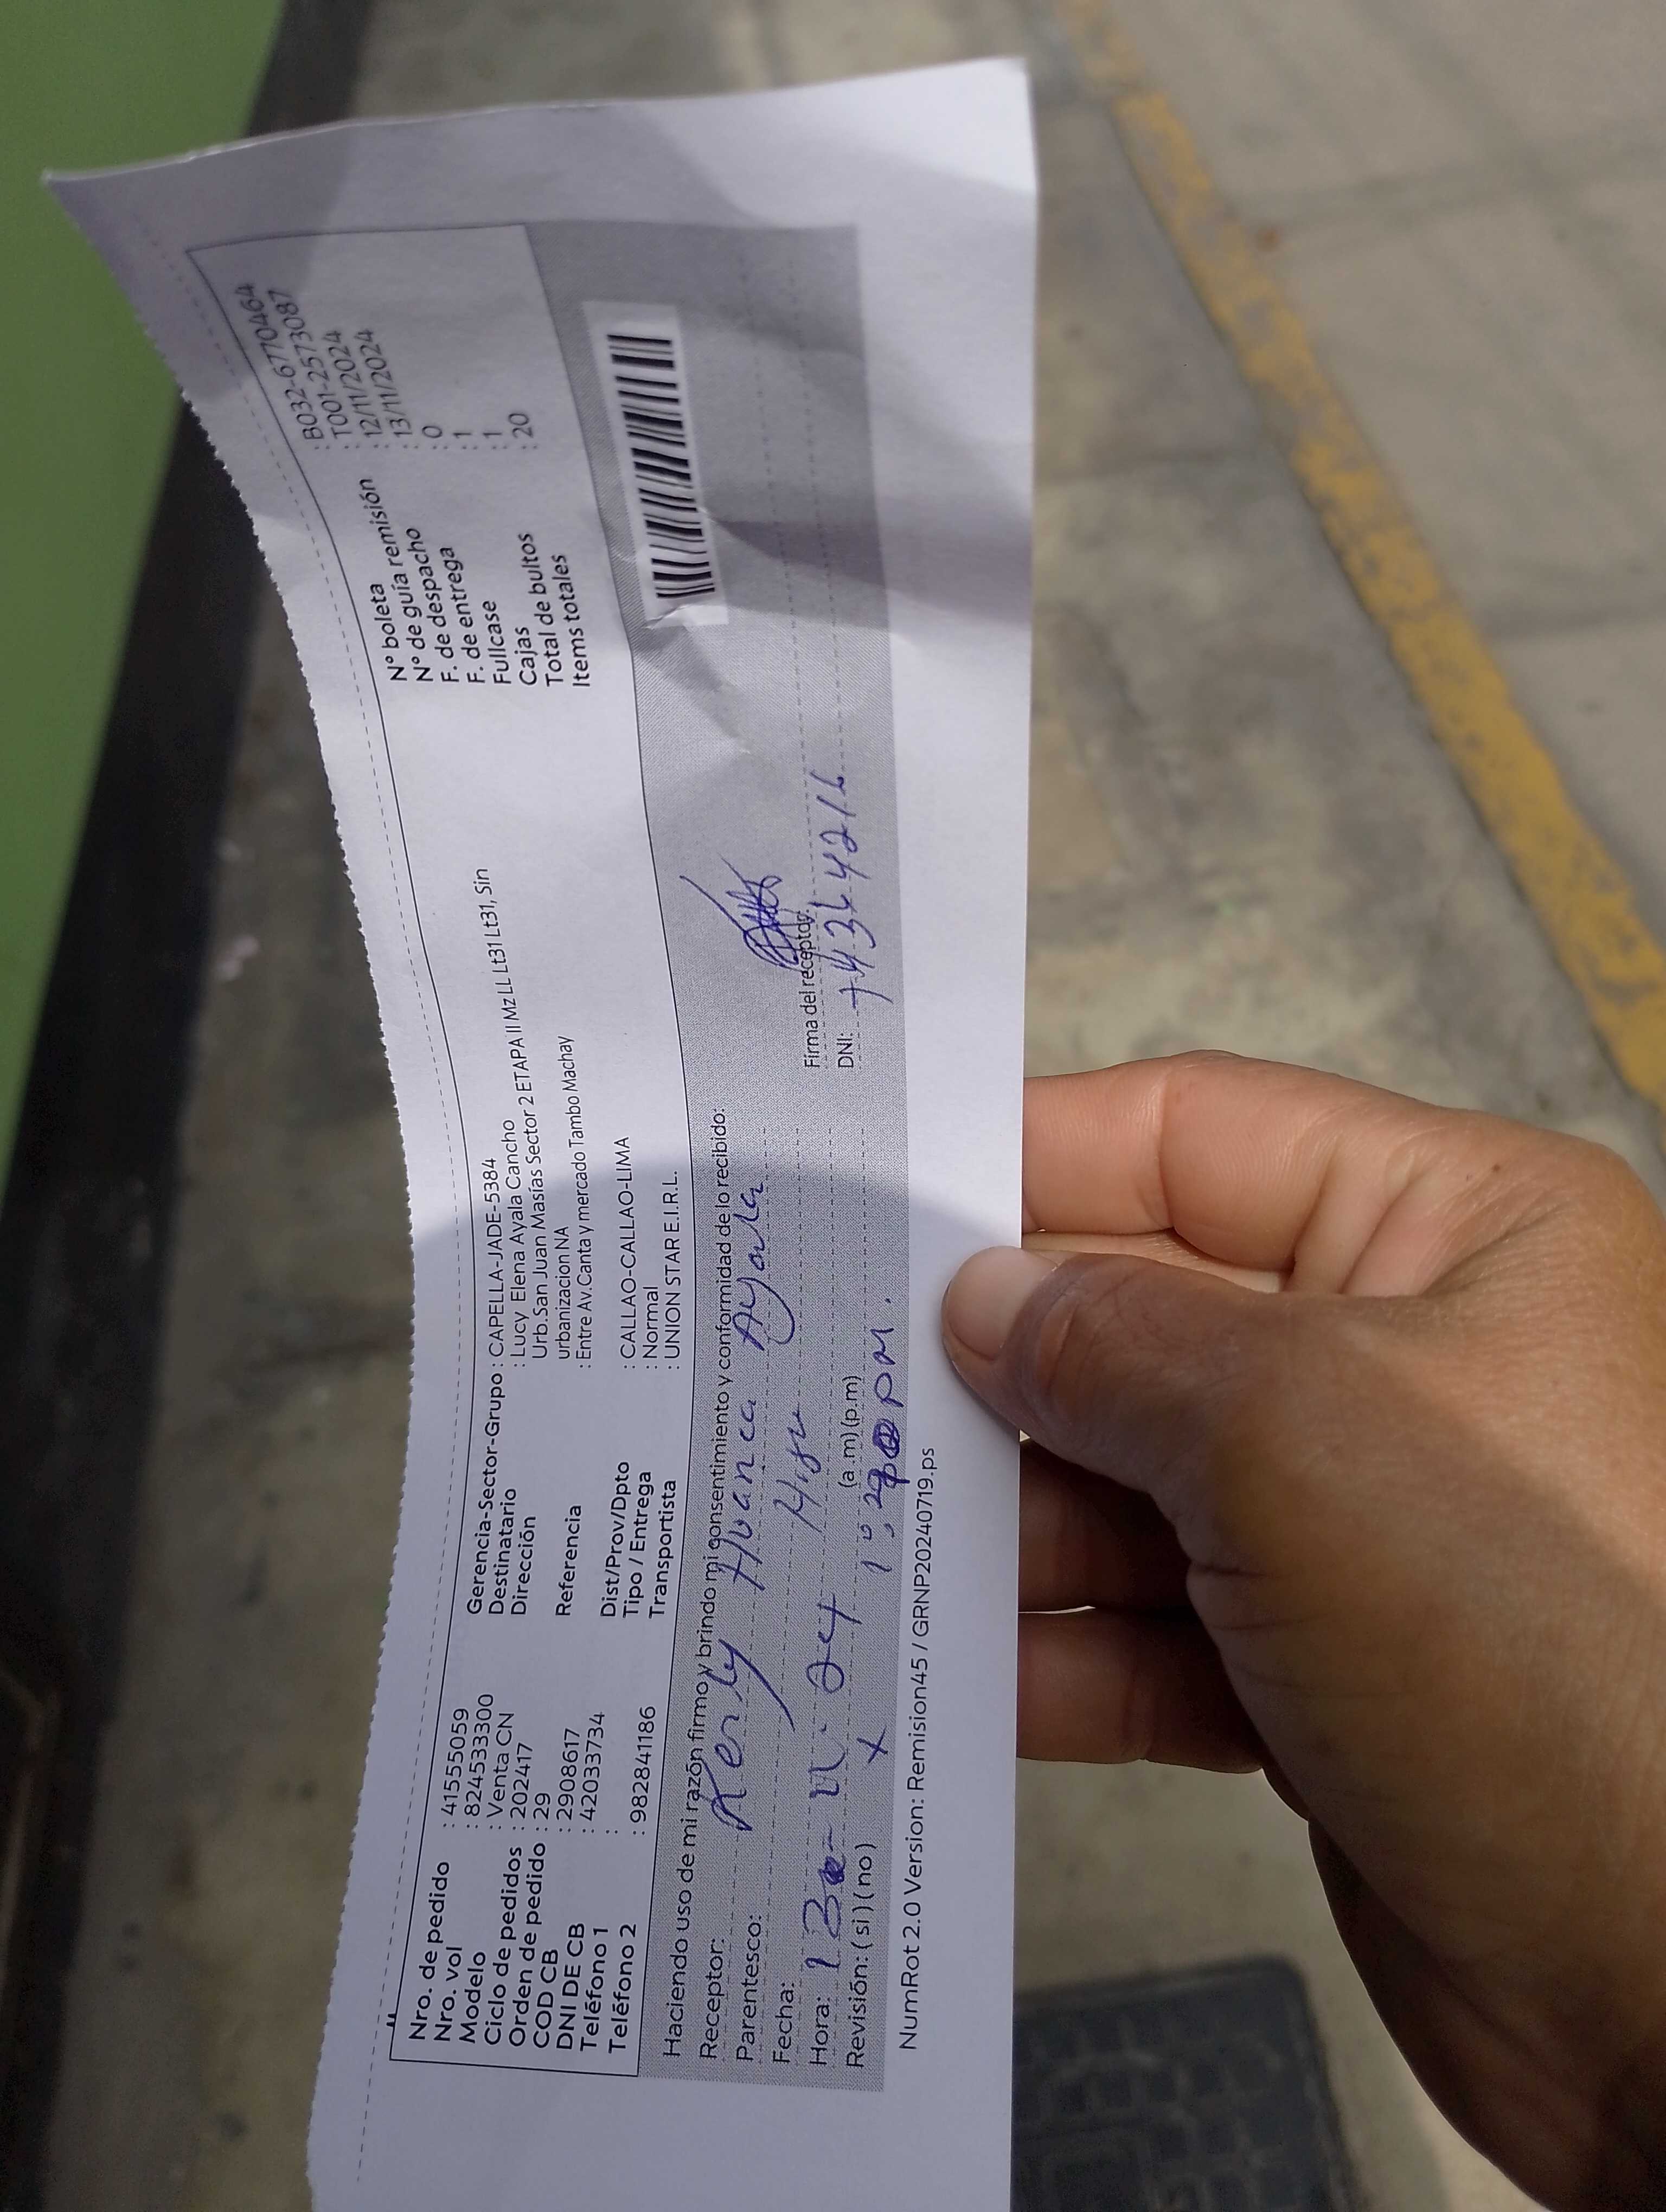 Nro. de pedido : 41555059
Nro. vol : 82453333300
Modelo : Venta CN
Ciclo de pedidos : 202417
Orden de pedido : 29
COD CB : 2908617
DNI DE CB : 42033734
Teléfono 1 :
Teléfono 2 : 982841186
Gerencia-Sector-Grupo : CAPELLA-JADE-5384
Destinatario : Lucy Elena Ayala Cancho
Dirección Urb.San Juan Masías Sector 2 ETAPA II Mz LL Lt31 Lt31, Sin
urbanizacion NA
Referencia : Entre Av.Canta y mercado Tambo Machay
Dist/Prov/Dpto : CALLAO-CALLAO-LIMA
Tipo / Entrega : Normal
Transportista : UNION STAR E.I.R.L.
N° boleta : B032-6770464
N° de guía remisión : T001-2573087
F. de despacho : 12/11/2024
F. de entrega : 13/11/2024
Fullcase : 0
Cajas : 1
Total de bultos : 1
Items totales : 20
Haciendo uso de mi razón firmo y brindo mi consentimiento y conformidad de lo recibido:
Receptor: Kenly Huanca Ayala
Parentesco:
Fecha:
Hora: (a.m) (p.m)
Revisión: ( si ) ( no )
Firma del receptor:
DNI:
NumRot 2.0 Version: Remision45 / GRNP20240719.ps